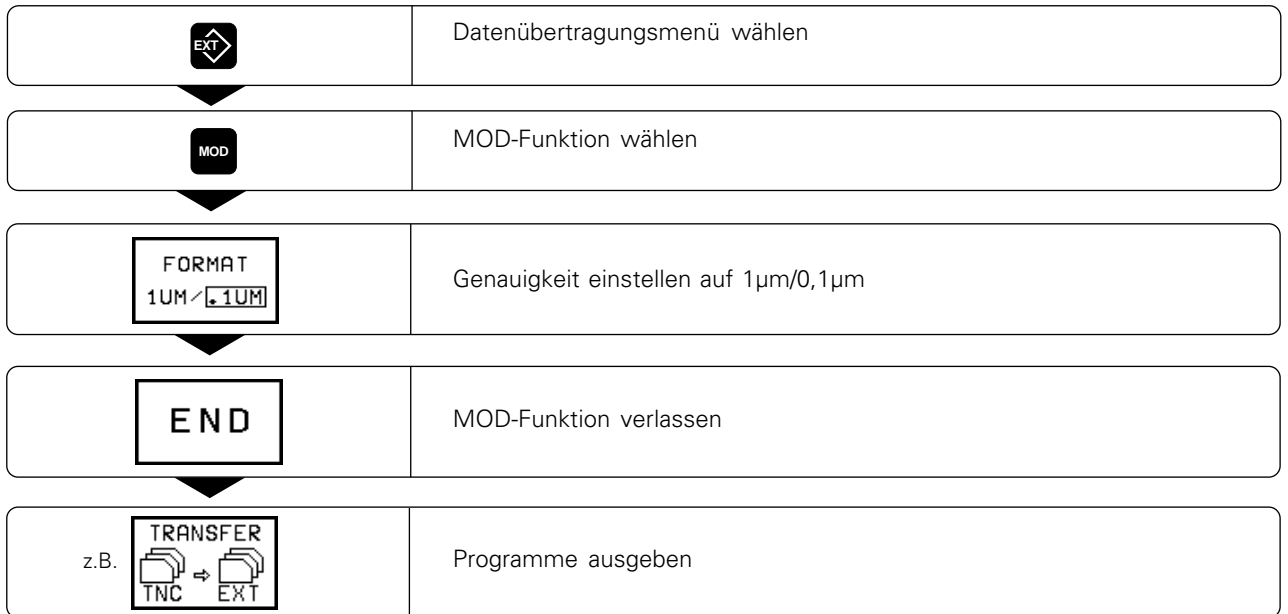 EXT
Datenübertragungsmenü wählen
MOD
MOD-Funktion wählen
FORMAT
1UM/.1UM
Genauigkeit einstellen auf 1µm/0,1µm
END
MOD-Funktion verlassen
z.B.
TRANSFER
TNC EXT
Programme ausgeben